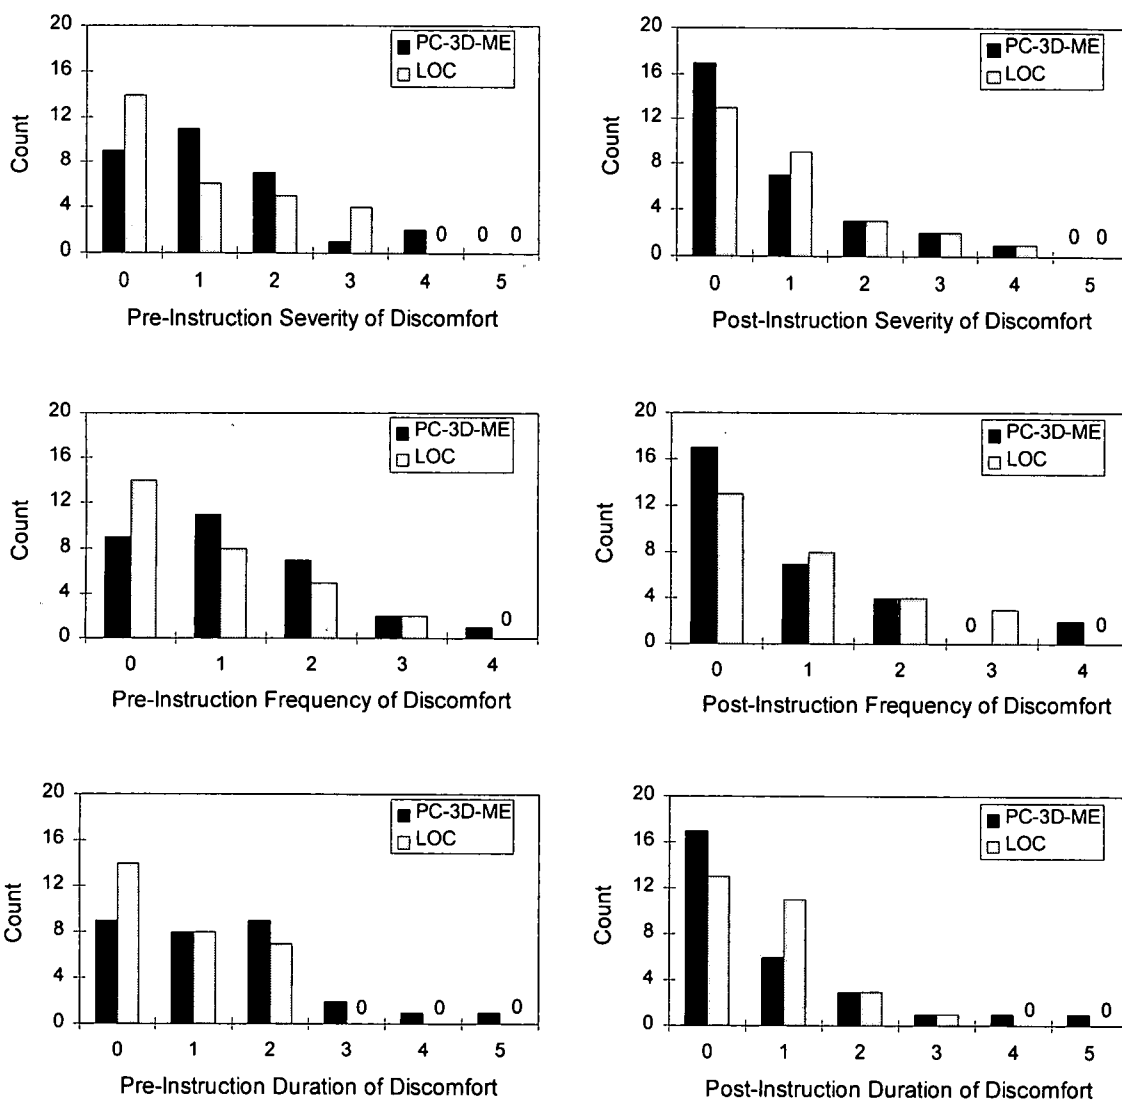 20
16
12
8
4
0
Count
PC-3D-ME
LOC
0 0 0
0 1 2 3 4 5
Pre-Instruction Severity of Discomfort
20
16
12
8
4
0
Count
PC-3D-ME
LOC
0 0
0 1 2 3 4 5
Post-Instruction Severity of Discomfort
20
16
12
8
4
0
Count
PC-3D-ME
LOC
0
0 1 2 3 4
Pre-Instruction Frequency of Discomfort
20
16
12
8
4
0
Count
PC-3D-ME
LOC
0 0
0 1 2 3 4
Post-Instruction Frequency of Discomfort
20
16
12
8
4
0
Count
PC-3D-ME
LOC
0 0 0
0 1 2 3 4 5
Pre-Instruction Duration of Discomfort
20
16
12
8
4
0
Count
PC-3D-ME
LOC
0 0
0 1 2 3 4 5
Post-Instruction Duration of Discomfort